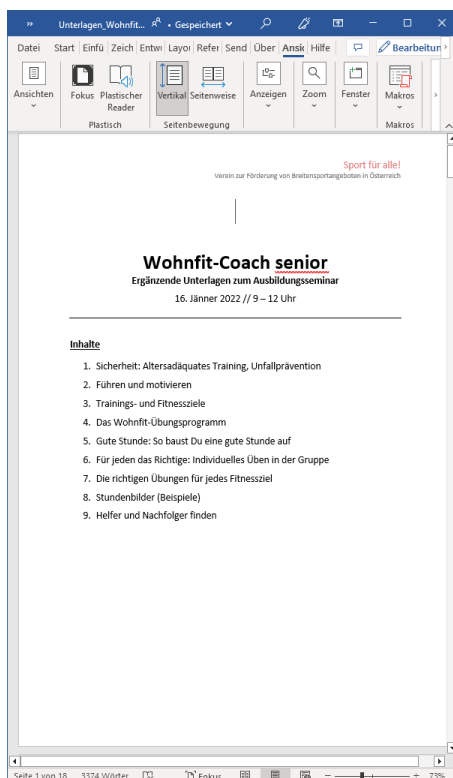 Unterlagen_Wohnfit... • Gespeichert
Datei Start Einfü Zeich Entwi Layou Refer Send Über Ansic Hilfe Bearbeitun
Ansichten Fokus Plastischer Reader Vertikal Seitenweise Anzeigen Zoom Fenster Makros
Plastisch Seitenbewegung Makros
Sport für alle!
Verein zur Förderung von Breitensportangeboten in Österreich
Wohnfit-Coach senior
Ergänzende Unterlagen zum Ausbildungsseminar
16. Jänner 2022 // 9 – 12 Uhr
Inhalte
1. Sicherheit: Altersadäquates Training, Unfallprävention
2. Führen und motivieren
3. Trainings- und Fitnessziele
4. Das Wohnfit-Übungsprogramm
5. Gute Stunde: So baust Du eine gute Stunde auf
6. Für jeden das Richtige: Individuelles Üben in der Gruppe
7. Die richtigen Übungen für jedes Fitnessziel
8. Stundenbilder (Beispiele)
9. Helfer und Nachfolger finden
Seite 1 von 18 3374 Wörter Fokus 73%